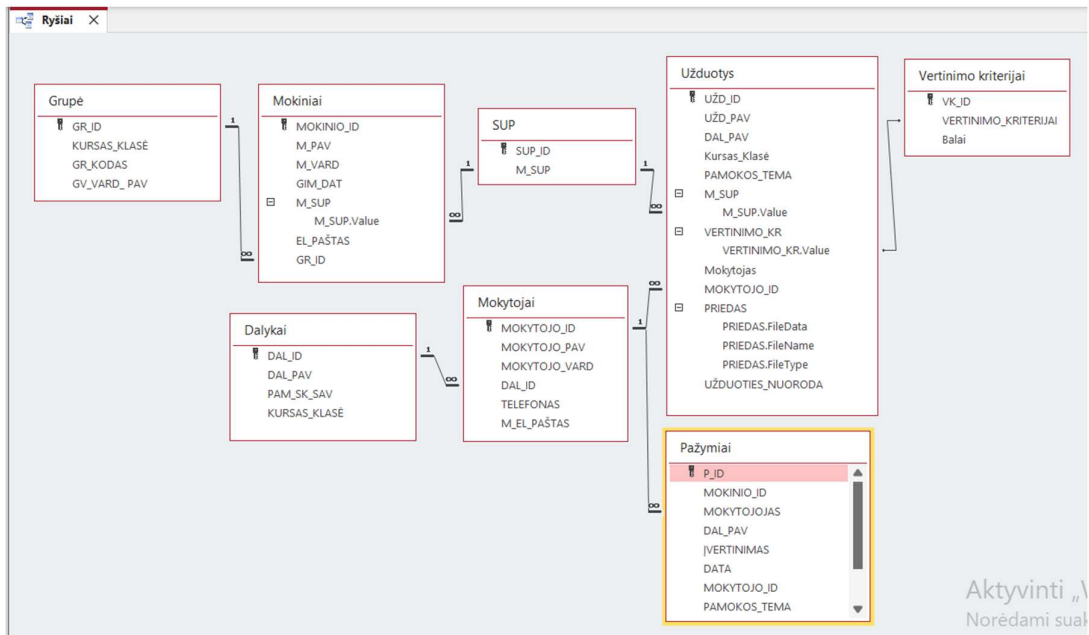 Ryšiai
Grupė
GR_ID
KURSAS_KLASĖ
GR_KODAS
GV_VARD_ PAV
Mokiniai
MOKINIO_ID
M_PAV
M_VARD
GIM_DAT
M_SUP
M_SUP.Value
EL_PAŠTAS
GR_ID
SUP
SUP_ID
M_SUP
Užduotys
UŽD_ID
UŽD_PAV
DAL_PAV
Kursas_Klasė
PAMOKOS_TEMA
M_SUP
M_SUP.Value
VERTINIMO_KR
VERTINIMO_KR.Value
Mokytojas
MOKYTOJO_ID
PRIEDAS
PRIEDAS.FileData
PRIEDAS.FileName
PRIEDAS.FileType
UŽDUOTIES_NUORODA
Vertinimo kriterijai
VK_ID
VERTINIMO_KRITERIJAI
Balai
Dalykai
DAL_ID
DAL_PAV
PAM_SK_SAV
KURSAS_KLASĖ
Mokytojai
MOKYTOJO_ID
MOKYTOJO_PAV
MOKYTOJO_VARD
DAL_ID
TELEFONAS
M_EL_PAŠTAS
Pažymiai
P_ID
MOKINIO_ID
MOKYTOJOJAS
DAL_PAV
ĮVERTINIMAS
DATA
MOKYTOJO_ID
PAMOKOS_TEMA
1
∞
1
∞
1
∞
1
∞
1
∞
∞
Aktyvinti „
Norėdami